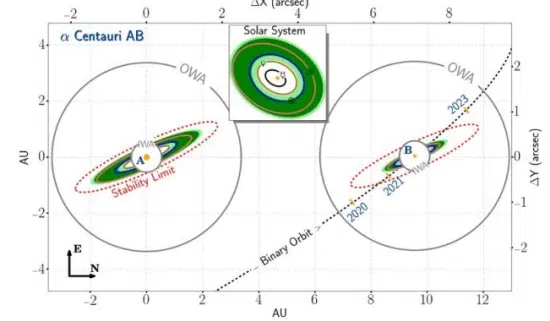 ΔX (arcsec)
−2 0 2 4 6 8
α Centauri AB
Solar System
OWA
OWA
IWA
IWA
A
B
Stability Limit
2020
2021
2023
Binary Orbit >
E
N
4
2
0
−2
−4
AU
−2 0 2 4 6 8 10 12
AU
2
1
0
−1
−2
ΔY (arcsec)